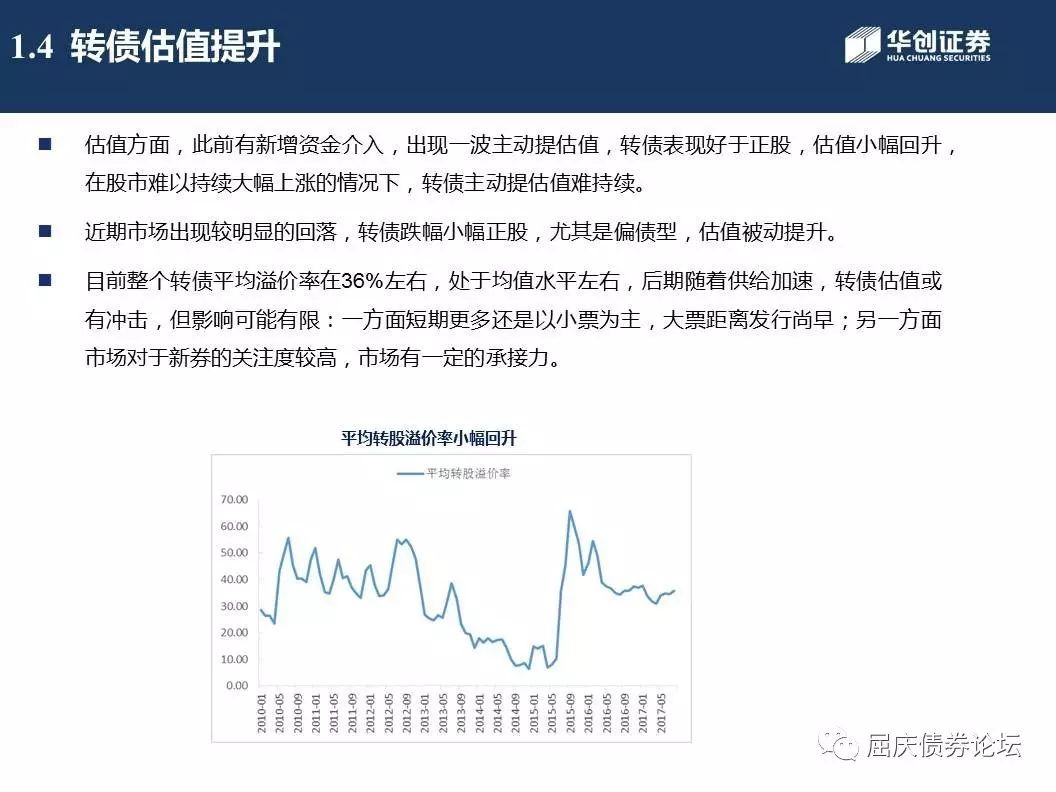 1.4 转债估值提升
华创证券
HUA CHUANG SECURITIES
■ 估值方面，此前有新增资金介入，出现一波主动提估值，转债表现好于正股，估值小幅回升，
在股市难以持续大幅上涨的情况下，转债主动提估值难持续。
■ 近期市场出现较明显的回落，转债跌幅小幅正股，尤其是偏债型，估值被动提升。
■ 目前整个转债平均溢价率在36%左右，处于均值水平左右，后期随着供给加速，转债估值或
有冲击，但影响可能有限：一方面短期更多还是以小票为主，大票距离发行尚早；另一方面
市场对于新券的关注度较高，市场有一定的承接力。
平均转股溢价率小幅回升
平均转股溢价率
70.00
60.00
50.00
40.00
30.00
20.00
10.00
0.00
2010-01
2010-05
2010-09
2011-01
2011-05
2011-09
2012-01
2012-05
2012-09
2013-01
2013-05
2013-09
2014-01
2014-05
2014-09
2015-01
2015-05
2015-09
2016-01
2016-05
2016-09
2017-01
2017-05
屈庆债券论坛